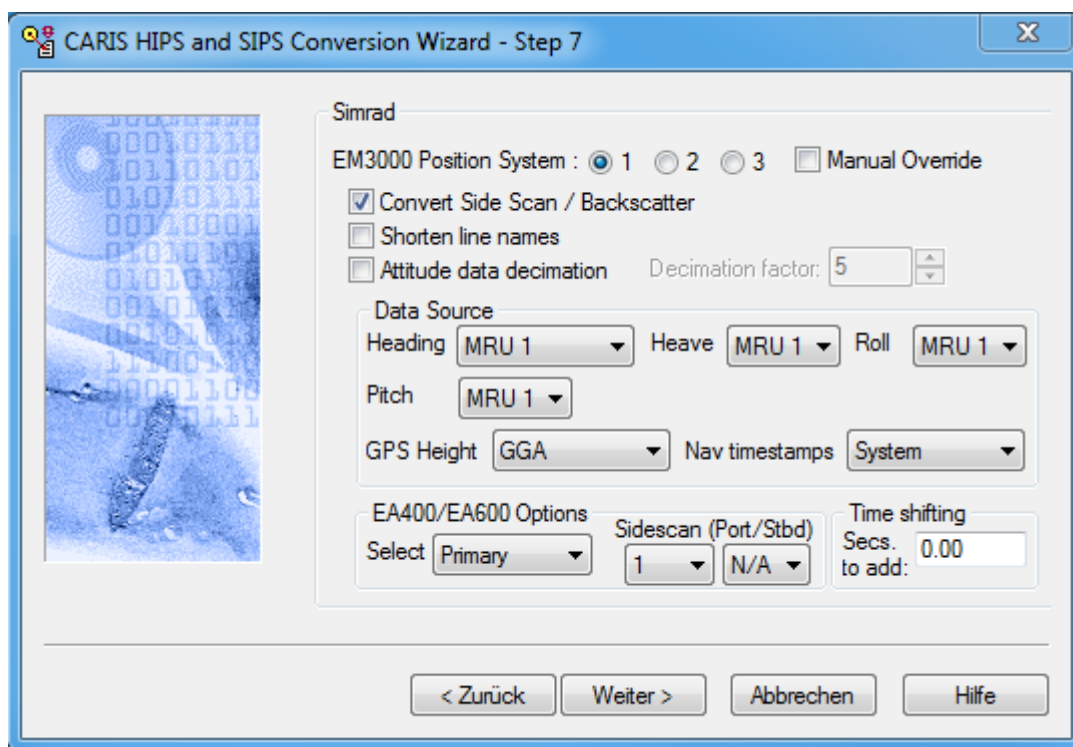 CARIS HIPS and SIPS Conversion Wizard - Step 7
Simrad
EM3000 Position System : 1 2 3 Manual Override
Convert Side Scan / Backscatter
Shorten line names
Attitude data decimation Decimation factor: 5
Data Source
Heading MRU 1 Heave MRU 1 Roll MRU 1
Pitch MRU 1
GPS Height GGA Nav timestamps System
EA400/EA600 Options
Select Primary
Sidescan (Port/Stbd)
1 N/A
Time shifting
Secs.
to add: 0.00
< Zurück Weiter > Abbrechen Hilfe